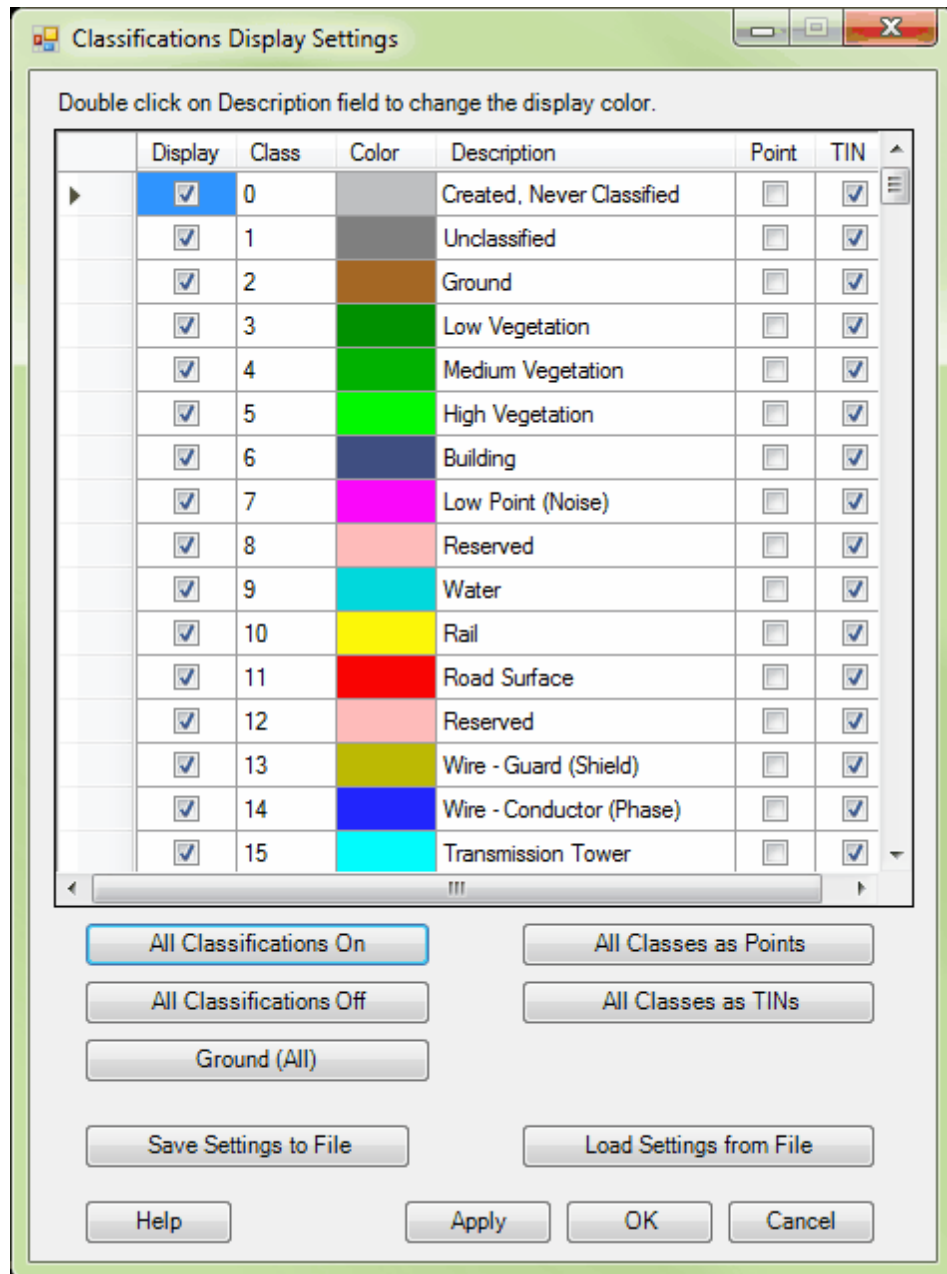 Classifications Display Settings
Double click on Description field to change the display color.
Display Class Color Description Point TIN
0 Created, Never Classified
1 Unclassified
2 Ground
3 Low Vegetation
4 Medium Vegetation
5 High Vegetation
6 Building
7 Low Point (Noise)
8 Reserved
9 Water
10 Rail
11 Road Surface
12 Reserved
13 Wire - Guard (Shield)
14 Wire - Conductor (Phase)
15 Transmission Tower
All Classifications On All Classes as Points
All Classifications Off All Classes as TINs
Ground (All)
Save Settings to File Load Settings from File
Help Apply OK Cancel